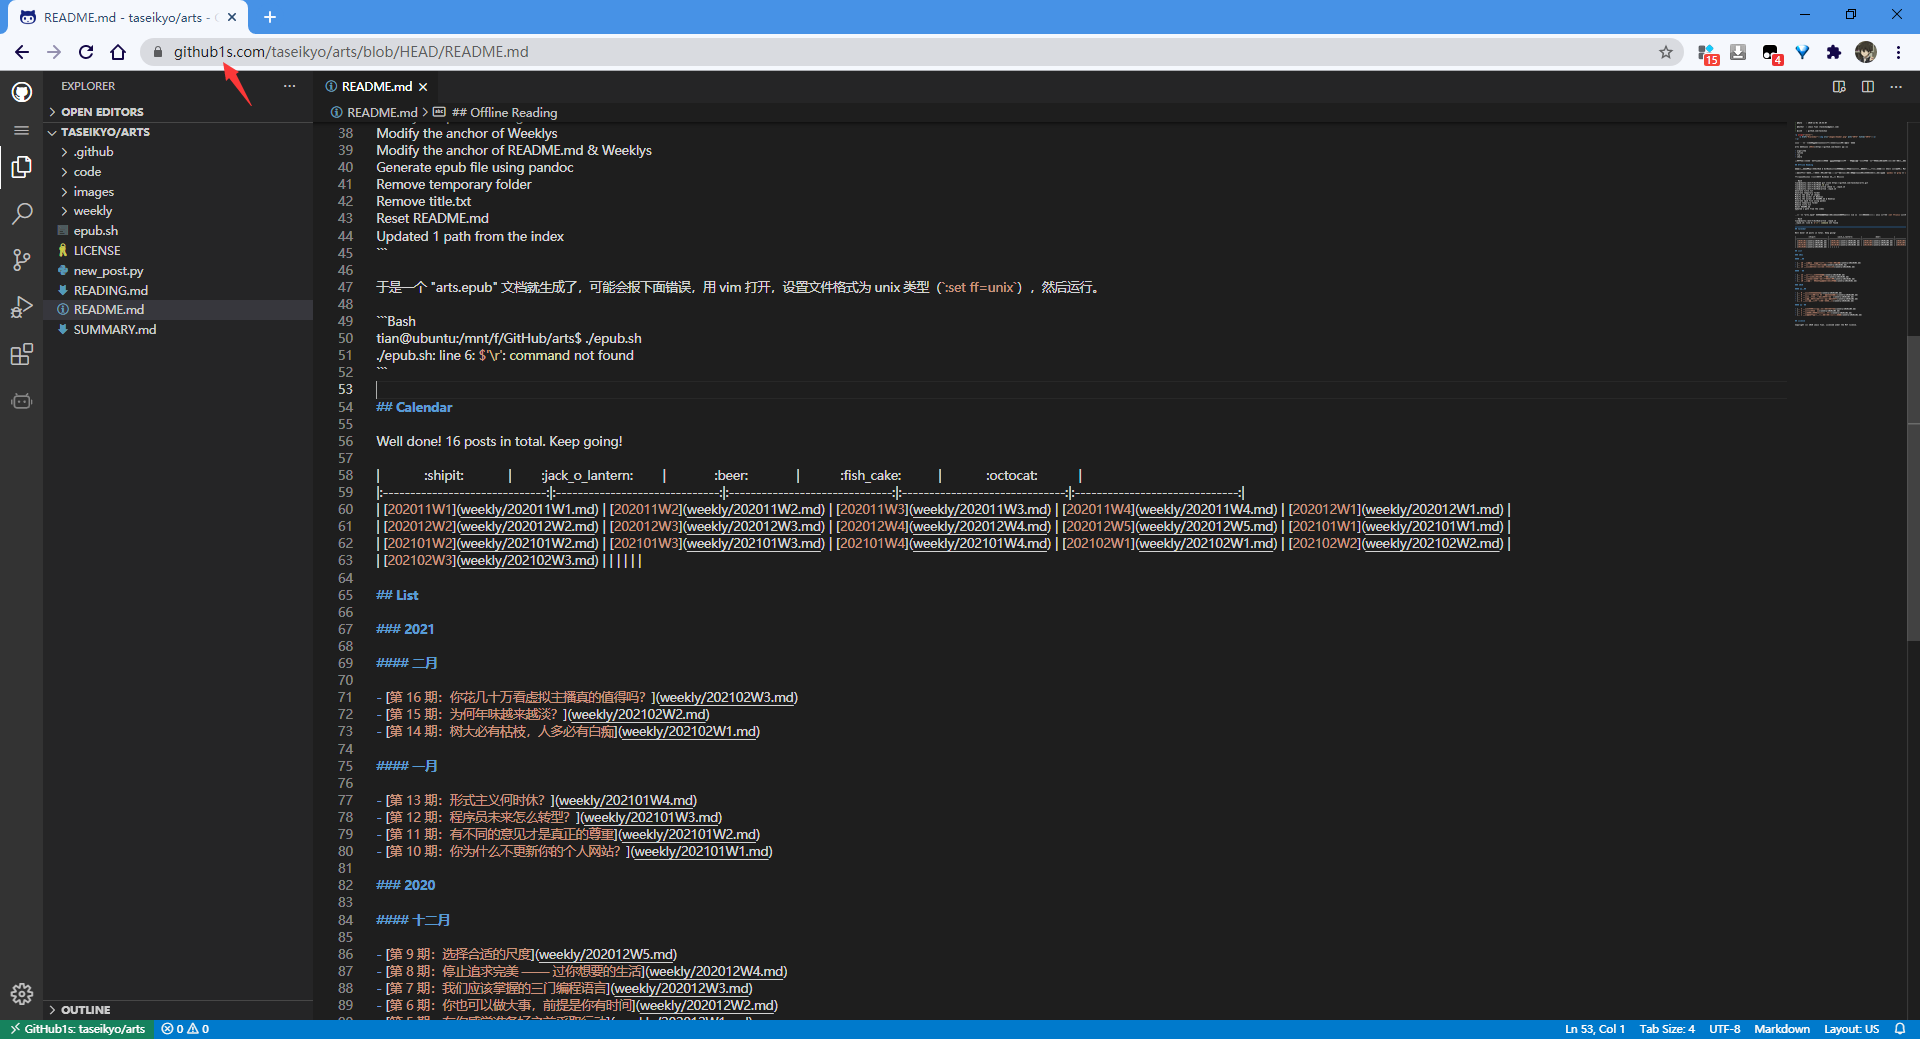 README.md - taseikyo/arts -
github1s.com/taseikyo/arts/blob/HEAD/README.md
15
4
EXPLORER
README.md
OPEN EDITORS
README.md > ## Offline Reading
TASEIKYO/ARTS
.github
code
images
weekly
epub.sh
LICENSE
new_post.py
READING.md
README.md
SUMMARY.md
38 Modify the anchor of Weeklys
39 Modify the anchor of README.md & Weeklys
40 Generate epub file using pandoc
41 Remove temporary folder
42 Remove title.txt
43 Reset README.md
44 Updated 1 path from the index
45 ```
46
47 于是一个 "arts.epub" 文档就生成了，可能会报下面错误，用 vim 打开，设置文件格式为 unix 类型（`:set ff=unix`），然后运行。
48
49 ```Bash
50 tian@ubuntu:/mnt/f/GitHub/arts$ ./epub.sh
51 ./epub.sh: line 6: $'\r': command not found
52 ```
53
54 ## Calendar
55
56 Well done! 16 posts in total. Keep going!
57
58 | :shipit: | :jack_o_lantern: | :beer: | :fish_cake: | :octocat: |
59 |:------------------------------:|:------------------------------:|:------------------------------:|:------------------------------:|:------------------------------:|
60 | [202011W1](weekly/202011W1.md) | [202011W2](weekly/202011W2.md) | [202011W3](weekly/202011W3.md) | [202011W4](weekly/202011W4.md) | [202012W1](weekly/202012W1.md) |
61 | [202012W2](weekly/202012W2.md) | [202012W3](weekly/202012W3.md) | [202012W4](weekly/202012W4.md) | [202012W5](weekly/202012W5.md) | [202101W1](weekly/202101W1.md) |
62 | [202101W2](weekly/202101W2.md) | [202101W3](weekly/202101W3.md) | [202101W4](weekly/202101W4.md) | [202102W1](weekly/202102W1.md) | [202102W2](weekly/202102W2.md) |
63 | [202102W3](weekly/202102W3.md) | | | | | |
64
65 ## List
66
67 ### 2021
68
69 #### 二月
70
71 - [第 16 期：你花几十万看虚拟主播真的值得吗？](weekly/202102W3.md)
72 - [第 15 期：为何年味越来越淡？](weekly/202102W2.md)
73 - [第 14 期：树大必有枯枝，人多必有白痴](weekly/202102W1.md)
74
75 #### 一月
76
77 - [第 13 期：形式主义何时休？](weekly/202101W4.md)
78 - [第 12 期：程序员未来怎么转型？](weekly/202101W3.md)
79 - [第 11 期：有不同的意见才是真正的尊重](weekly/202101W2.md)
80 - [第 10 期：你为什么不更新你的个人网站？](weekly/202101W1.md)
81
82 ### 2020
83
84 #### 十二月
85
86 - [第 9 期：选择合适的尺度](weekly/202012W5.md)
87 - [第 8 期：停止追求完美 —— 过你想要的生活](weekly/202012W4.md)
88 - [第 7 期：我们应该掌握的三门编程语言](weekly/202012W3.md)
89 - [第 6 期：你也可以做大事，前提是你有时间](weekly/202012W2.md)
OUTLINE
GitHub1s: taseikyo/arts
0 0
Ln 53, Col 1 Tab Size: 4 UTF-8 Markdown Layout: US